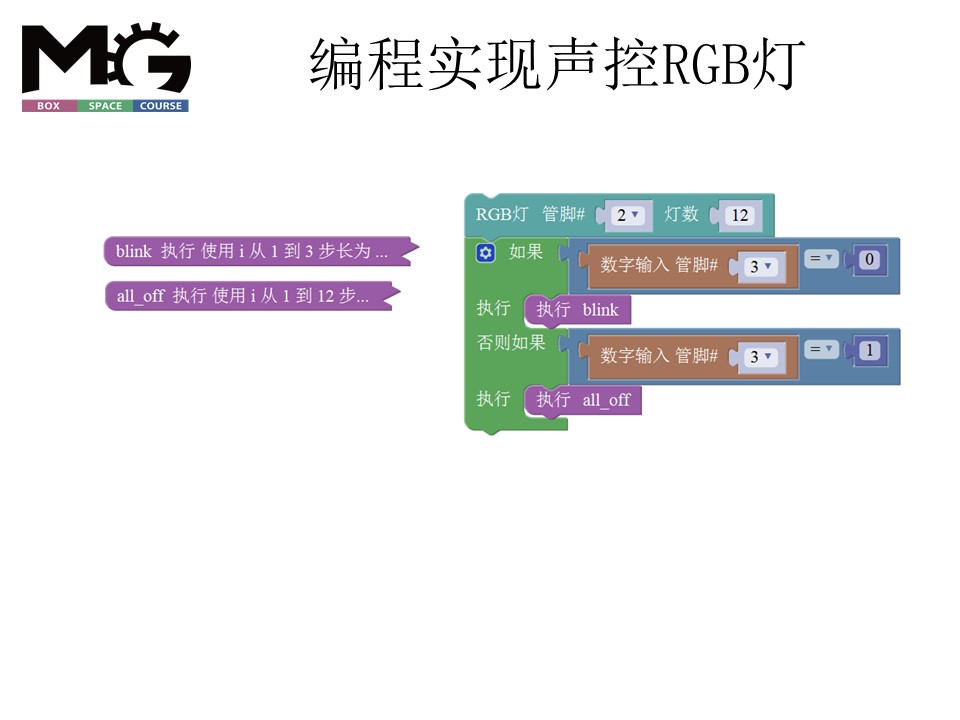 MG
BOX SPACE COURSE
编程实现声控RGB灯
blink 执行 使用 i 从 1 到 3 步长为 ...
all_off 执行 使用 i 从 1 到 12 步...
RGB灯 管脚# 2 灯数 12
如果 数字输入 管脚# 3 = 0
执行 执行 blink
否则如果 数字输入 管脚# 3 = 1
执行 执行 all_off